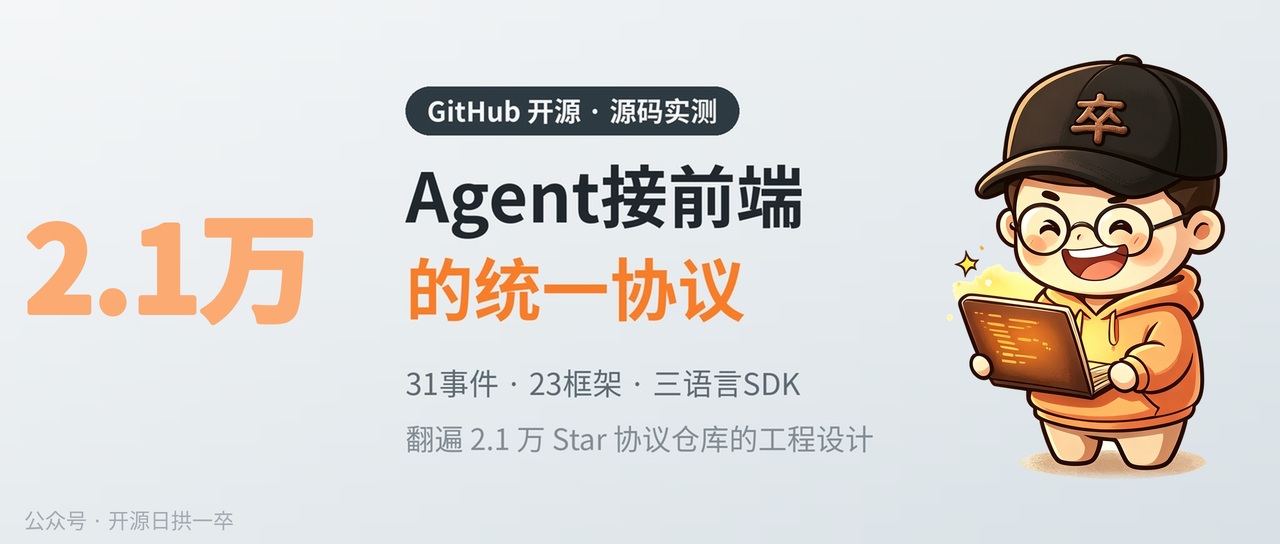 2.1万
GitHub 开源 · 源码实测
Agent接前端
的统一协议
31事件 · 23框架 · 三语言SDK
翻遍 2.1 万 Star 协议仓库的工程设计
卒
公众号 · 开源日拱一卒